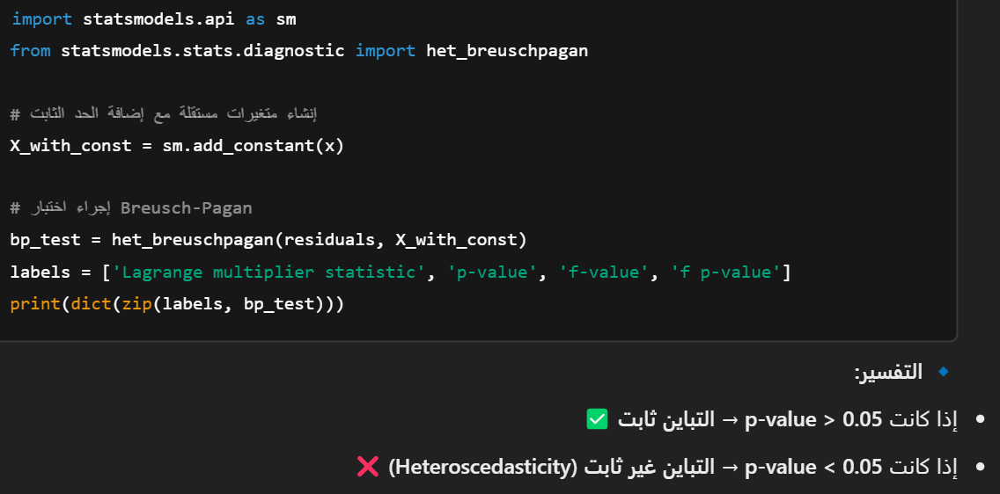 import statsmodels.api as sm
from statsmodels.stats.diagnostic import het_breuschpagan
# إنشاء متغيرات مستقلة مع إضافة الحد الثابت
X_with_const = sm.add_constant(x)
# إجراء اختبار Breusch-Pagan
bp_test = het_breuschpagan(residuals, X_with_const)
labels = ['Lagrange multiplier statistic', 'p-value', 'f-value', 'f p-value']
print(dict(zip(labels, bp_test)))
🔹 التفسير:
• إذا كانت p-value > 0.05 → التباين ثابت ✅
• إذا كانت p-value < 0.05 → التباين غير ثابت (Heteroscedasticity) ❌